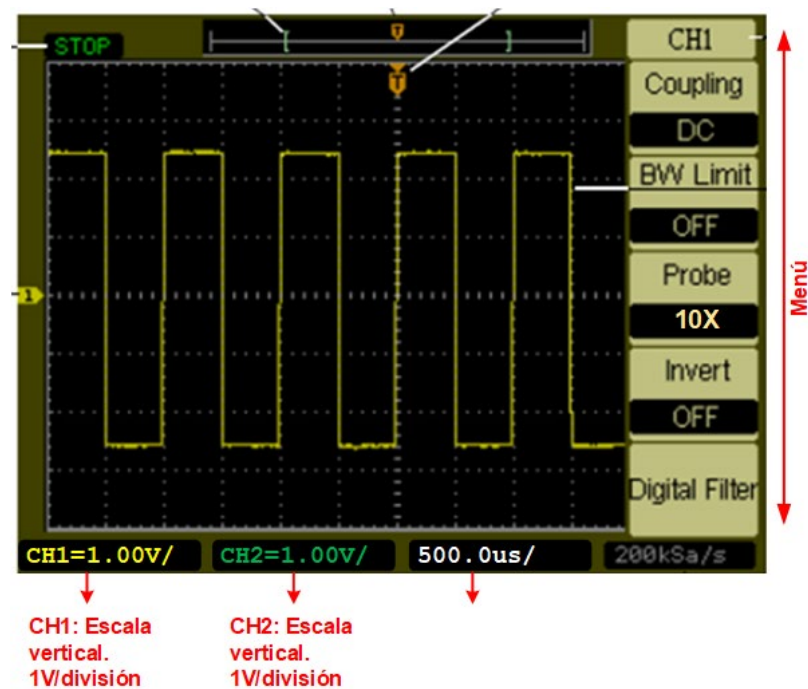 STOP
T
T
1
CH1
Coupling
DC
BW Limit
OFF
Probe
10X
Invert
OFF
Digital Filter
Menú
CH1=1.00V/
CH2=1.00V/
500.0us/
200kSa/s
CH1: Escala
vertical.
1V/división
CH2: Escala
vertical.
1V/división